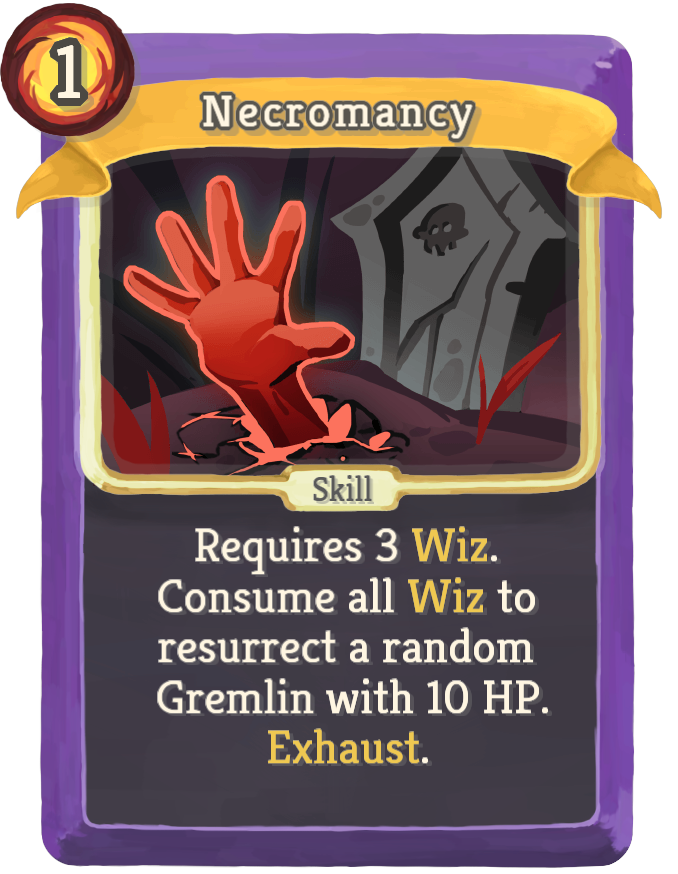 1
Necromancy
Skill
Requires 3 Wiz.
Consume all Wiz to
resurrect a random
Gremlin with 10 HP.
Exhaust.